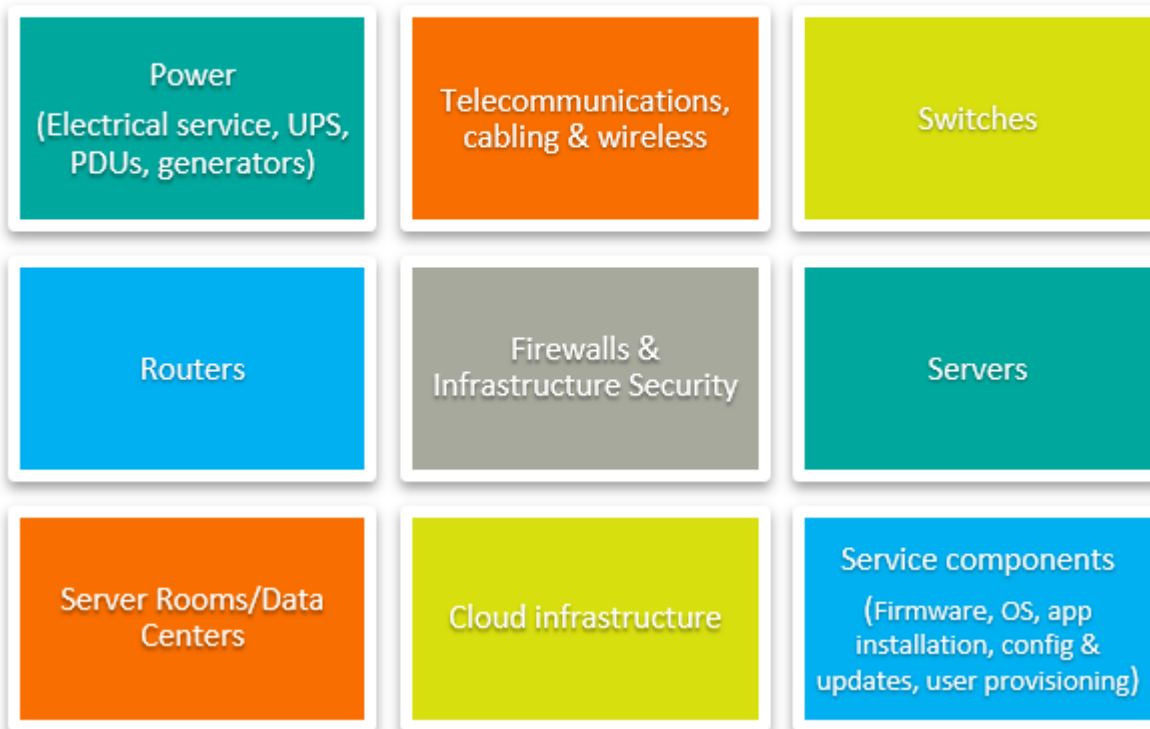 Power
(Electrical service, UPS,
PDUs, generators)
Telecommunications,
cabling & wireless
Switches
Routers
Firewalls &
Infrastructure Security
Servers
Server Rooms/Data
Centers
Cloud infrastructure
Service components
(Firmware, OS, app
installation, config &
updates, user provisioning)